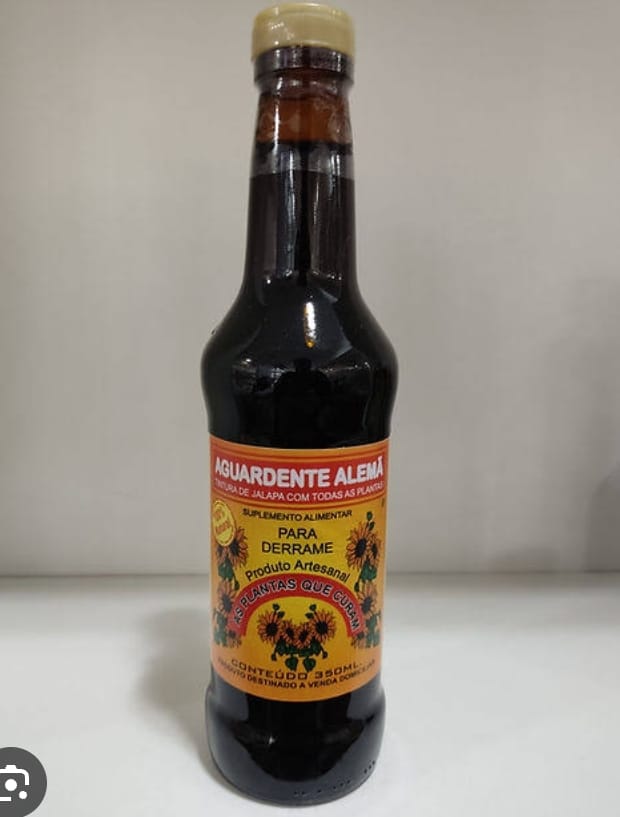 AGUARDENTE ALEMÃ
TINTURA DE JALAPA COM TODAS AS PLANTAS
SUPLEMENTO ALIMENTAR
PARA
DERRAME
Produto Artesanal
AS PLANTAS QUE CURAM
CONTEÚDO 350ML.
PRODUTO DESTINADO A VENDA DOMICILIAR